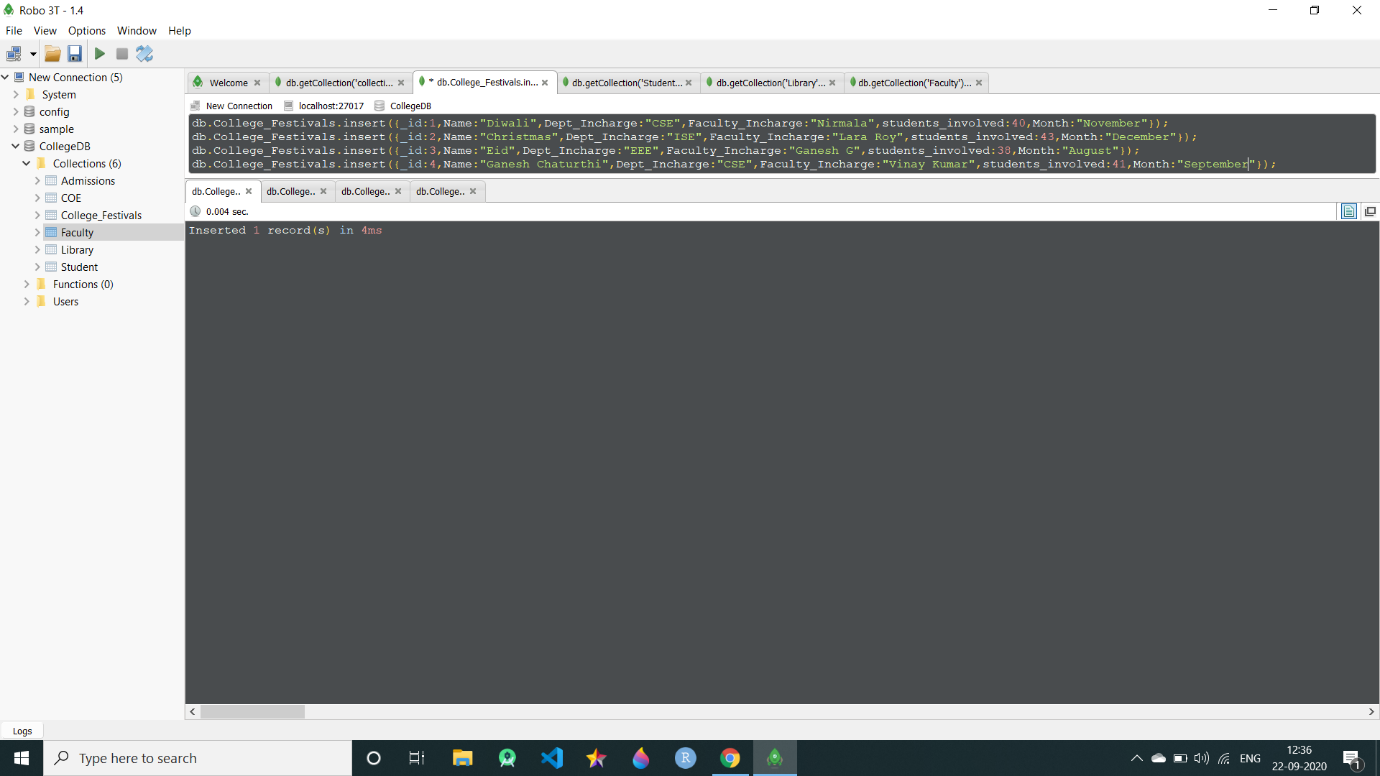 Robo 3T - 1.4
File View Options Window Help
New Connection (5)
System
config
sample
CollegeDB
Collections (6)
Admissions
COE
College_Festivals
Faculty
Library
Student
Functions (0)
Users
Welcome db.getCollection('collecti... * db.College_Festivals.in... db.getCollection('Student... db.getCollection('Library'... db.getCollection('Faculty')...
New Connection localhost:27017 CollegeDB
db.College_Festivals.insert({_id:1,Name:"Diwali",Dept_Incharge:"CSE",Faculty_Incharge:"Nirmala",students_involved:40,Month:"November"});
db.College_Festivals.insert({_id:2,Name:"Christmas",Dept_Incharge:"ISE",Faculty_Incharge:"Lara Roy",students_involved:43,Month:"December"});
db.College_Festivals.insert({_id:3,Name:"Eid",Dept_Incharge:"EEE",Faculty_Incharge:"Ganesh G",students_involved:38,Month:"August"});
db.College_Festivals.insert({_id:4,Name:"Ganesh Chaturthi",Dept_Incharge:"CSE",Faculty_Incharge:"Vinay Kumar",students_involved:41,Month:"September"});
db.College.. db.College.. db.College.. db.College..
0.004 sec.
Inserted 1 record(s) in 4ms
Logs
Type here to search
R
ENG
12:36
22-09-2020
1